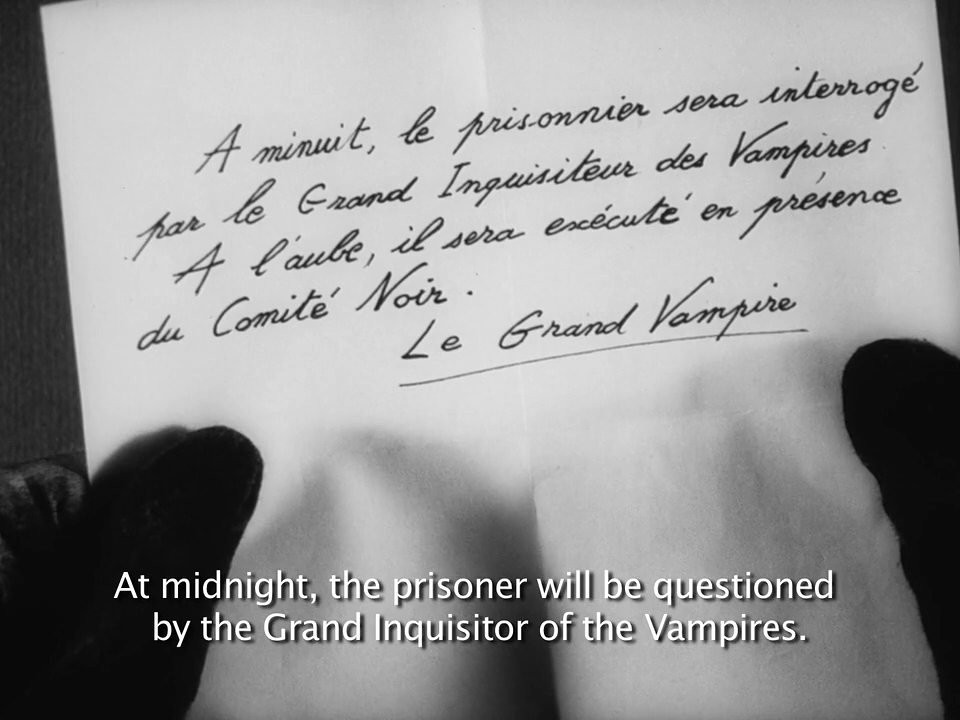 A minuit, le prisonnier sera interrogé
par le Grand Inquisiteur des Vampires.
A l'aube, il sera exécuté en présence
du Comité Noir.
Le Grand Vampire
At midnight, the prisoner will be questioned
by the Grand Inquisitor of the Vampires.